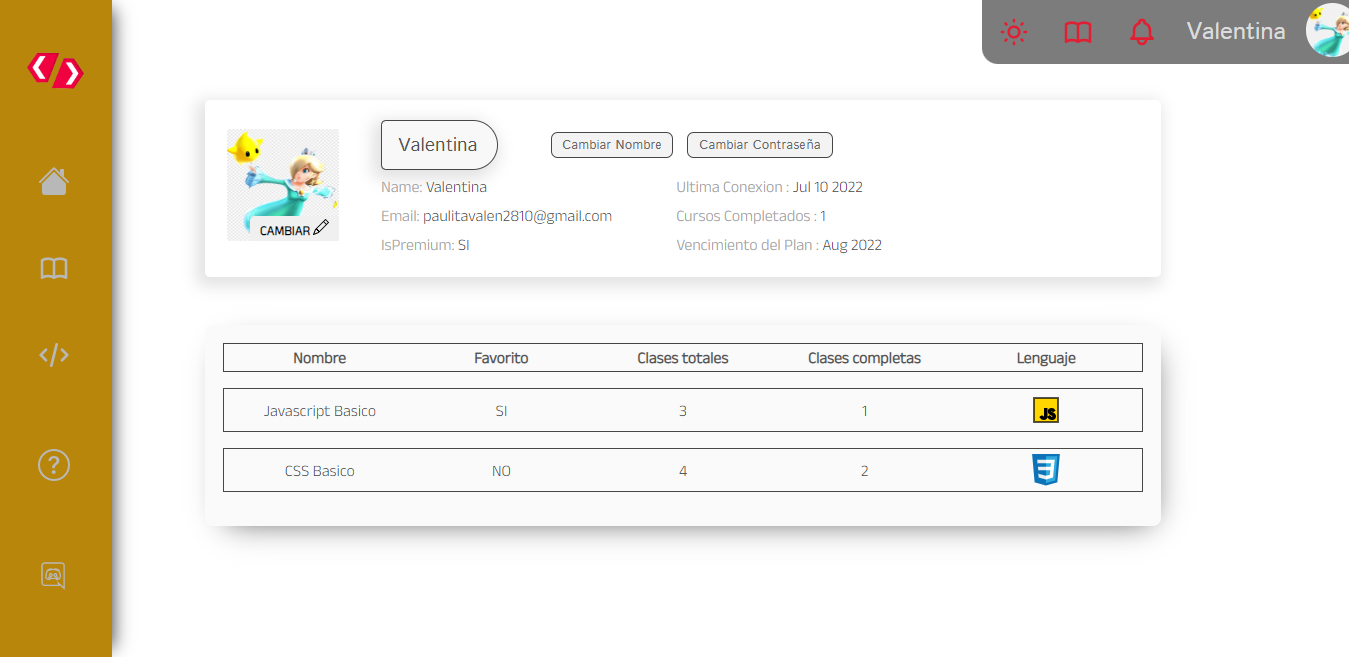 Valentina
Valentina
Cambiar Nombre
Cambiar Contraseña
CAMBIAR
Name: Valentina
Ultima Conexion : Jul 10 2022
Email: paulitavalen2810@gmail.com
Cursos Completados : 1
IsPremium: SI
Vencimiento del Plan : Aug 2022
Nombre Favorito Clases totales Clases completas Lenguaje
Javascript Basico SI 3 1 JS
CSS Basico NO 4 2 3